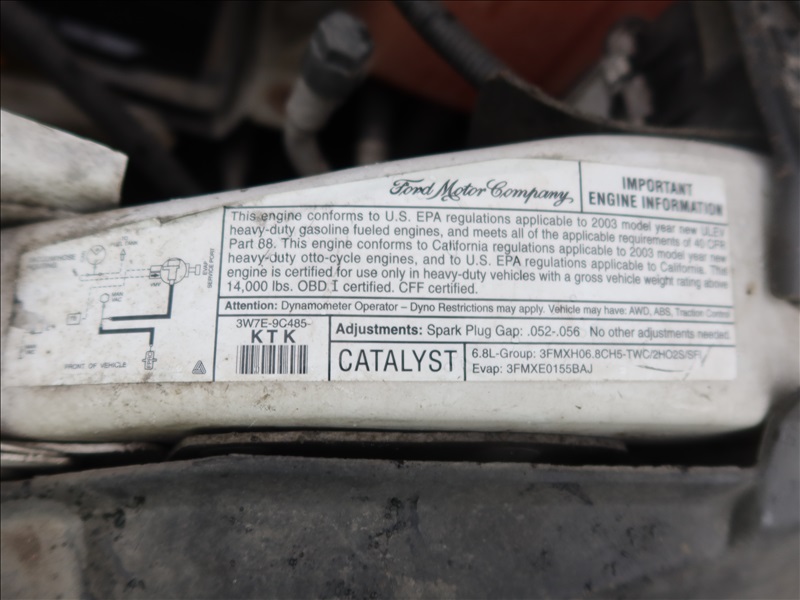 Ford Motor Company
IMPORTANT
ENGINE INFORMATION
This engine conforms to U.S. EPA regulations applicable to 2003 model year new ULEV
heavy-duty gasoline fueled engines, and meets all of the applicable requirements of 40 CFR
Part 88. This engine conforms to California regulations applicable to 2003 model year new
heavy-duty otto-cycle engines, and to U.S. EPA regulations applicable to California. This
engine is certified for use only in heavy-duty vehicles with a gross vehicle weight rating above
14,000 lbs. OBD I certified. CFF certified.
Attention: Dynamometer Operator - Dyno Restrictions may apply. Vehicle may have: AWD, ABS, Traction Control
EVAP
SERVICE PORT
FRONT OF VEHICLE
3W7E-9C485-
KTK
Adjustments: Spark Plug Gap: .052-.056 No other adjustments needed.
CATALYST
6.8L-Group: 3FMXH06.8CH5-TWC/2HO2S/SFI
Evap: 3FMXE0155BAJ